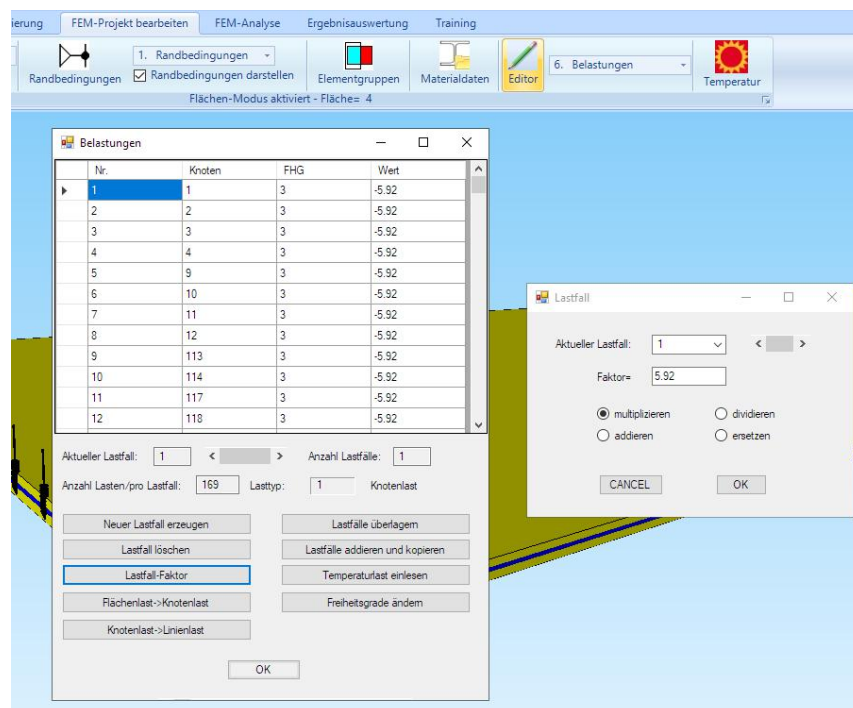 ierung FEM-Projekt bearbeiten FEM-Analyse Ergebnisauswertung Training
1. Randbedingungen
Randbedingungen
Randbedingungen darstellen
Elementgruppen
Materialdaten
Editor
6. Belastungen
Temperatur
Flächen-Modus aktiviert - Fläche= 4
Belastungen
Nr. Knoten FHG Wert
1 1 3 -5.92
2 2 3 -5.92
3 3 3 -5.92
4 4 3 -5.92
5 9 3 -5.92
6 10 3 -5.92
7 11 3 -5.92
8 12 3 -5.92
9 113 3 -5.92
10 114 3 -5.92
11 117 3 -5.92
12 118 3 -5.92
Aktueller Lastfall: 1 < > Anzahl Lastfälle: 1
Anzahl Lasten/pro Lastfall: 169 Lasttyp: 1 Knotenlast
Neuer Lastfall erzeugen Lastfälle überlagern
Lastfall löschen Lastfälle addieren und kopieren
Lastfall-Faktor Temperaturlast einlesen
Flächenlast->Knotenlast Freiheitsgrade ändern
Knotenlast->Linienlast
OK
Lastfall
Aktueller Lastfall: 1 < >
Faktor= 5.92
multiplizieren dividieren
addieren ersetzen
CANCEL OK